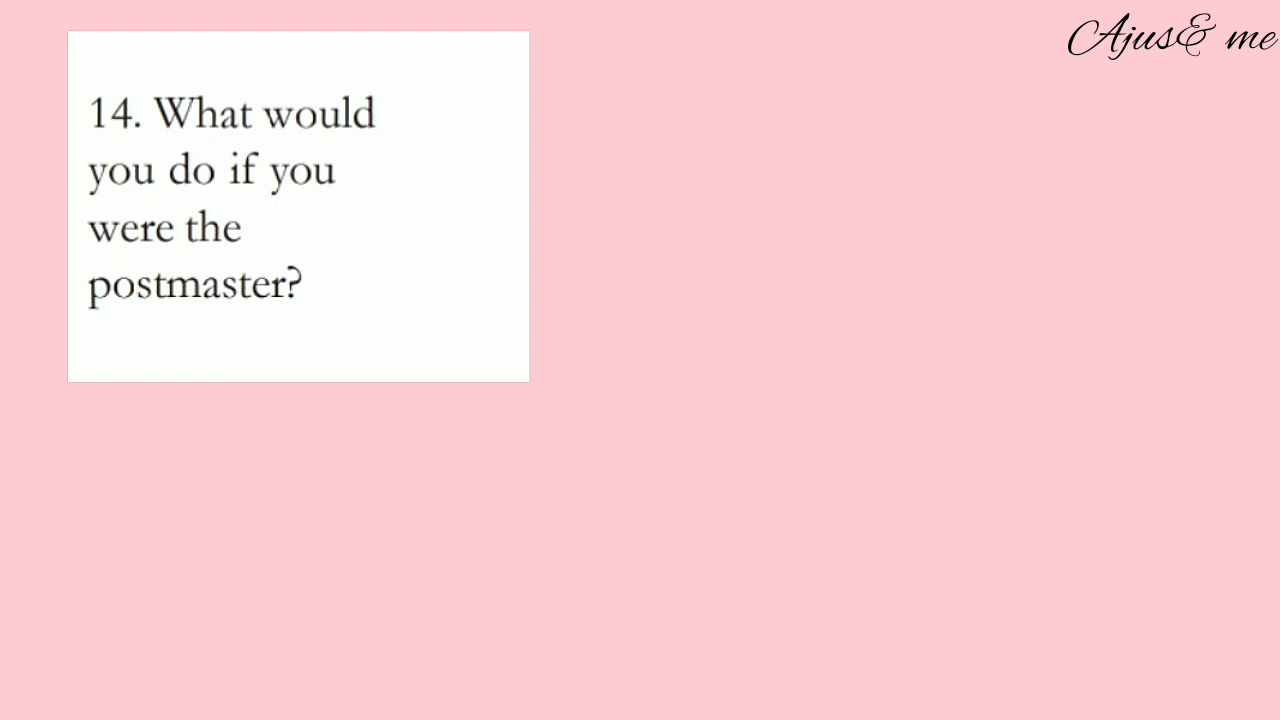 Ajus& me
14. What would
you do if you
were the
postmaster?